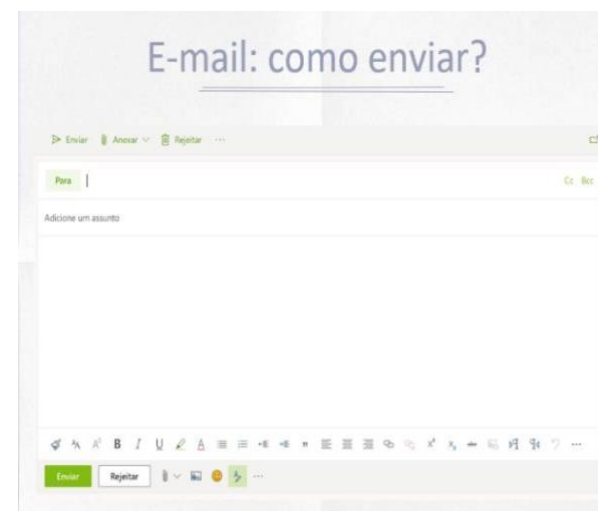 E-mail: como enviar?
Enviar Anexar Rejeitar ...
Para Cc Bcc
Adicione um assunto
Enviar Rejeitar ...